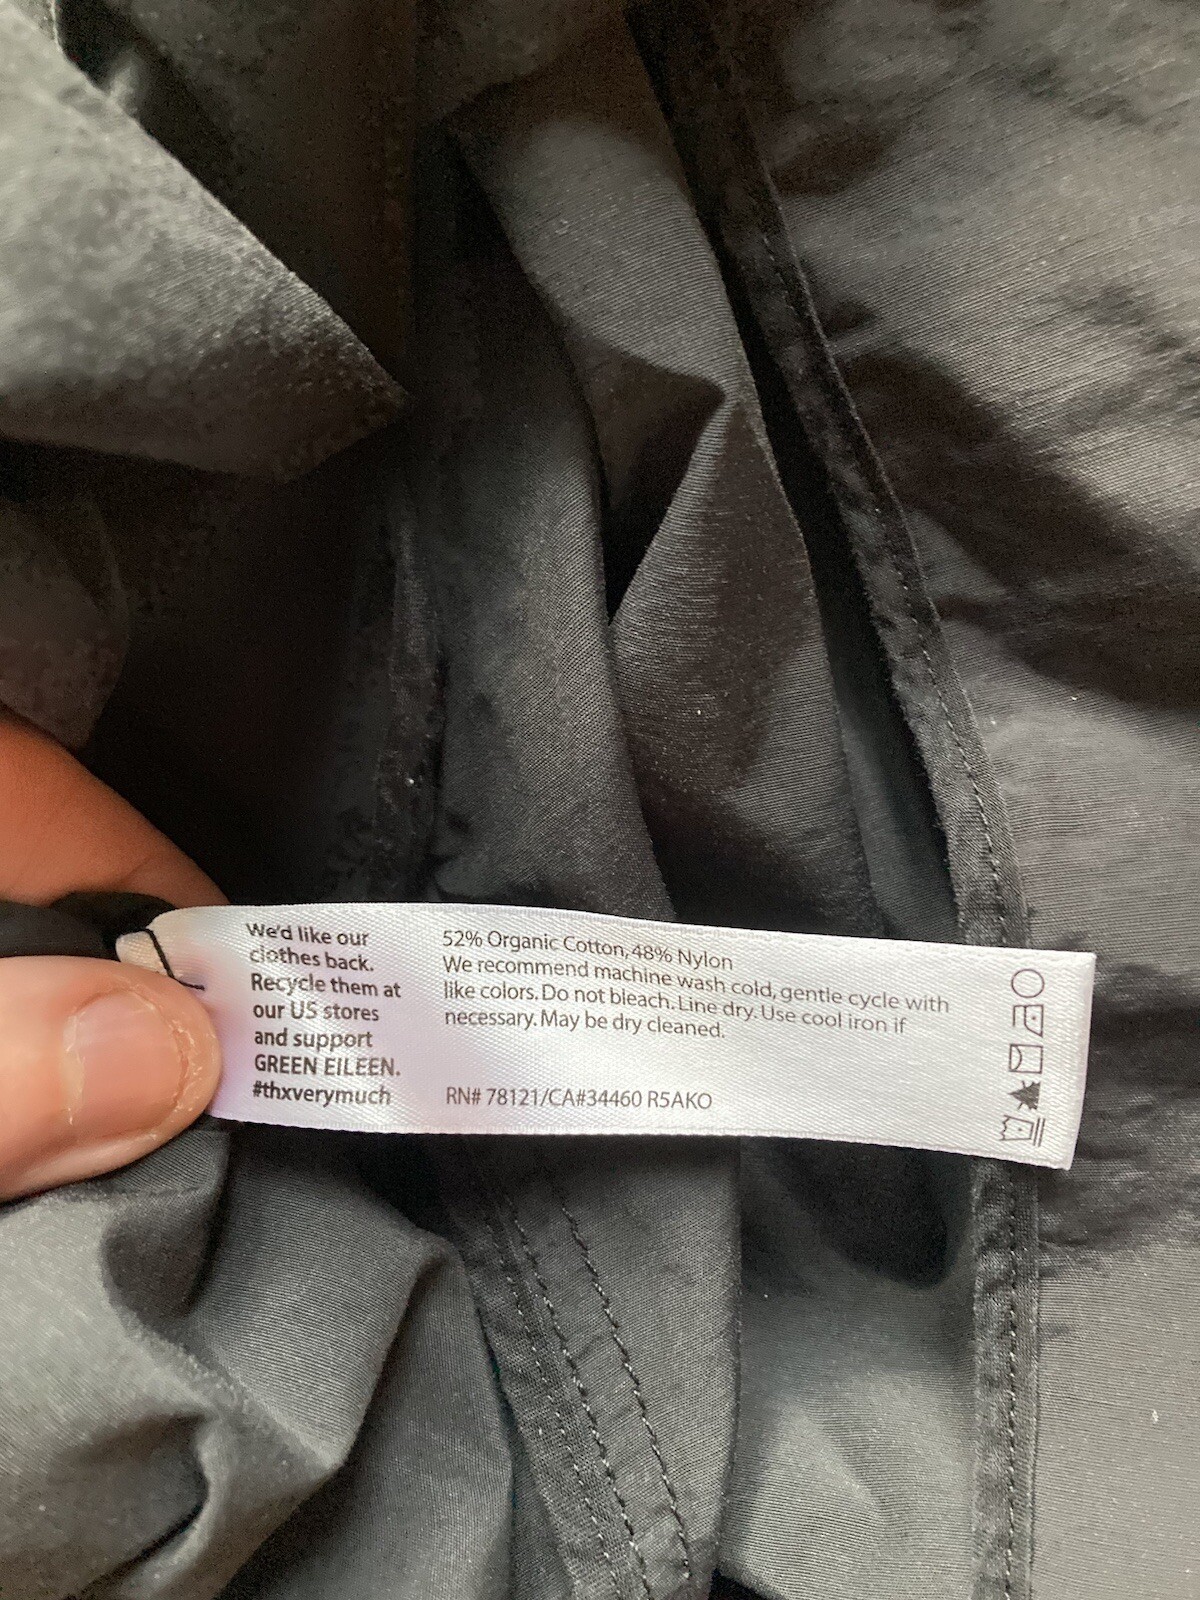 We'd like our
clothes back.
Recycle them at
our US stores
and support
GREEN EILEEN.
#thxverymuch
52% Organic Cotton, 48% Nylon
We recommend machine wash cold, gentle cycle with
like colors. Do not bleach. Line dry. Use cool iron if
necessary. May be dry cleaned.
RN# 78121/CA#34460 R5AKO